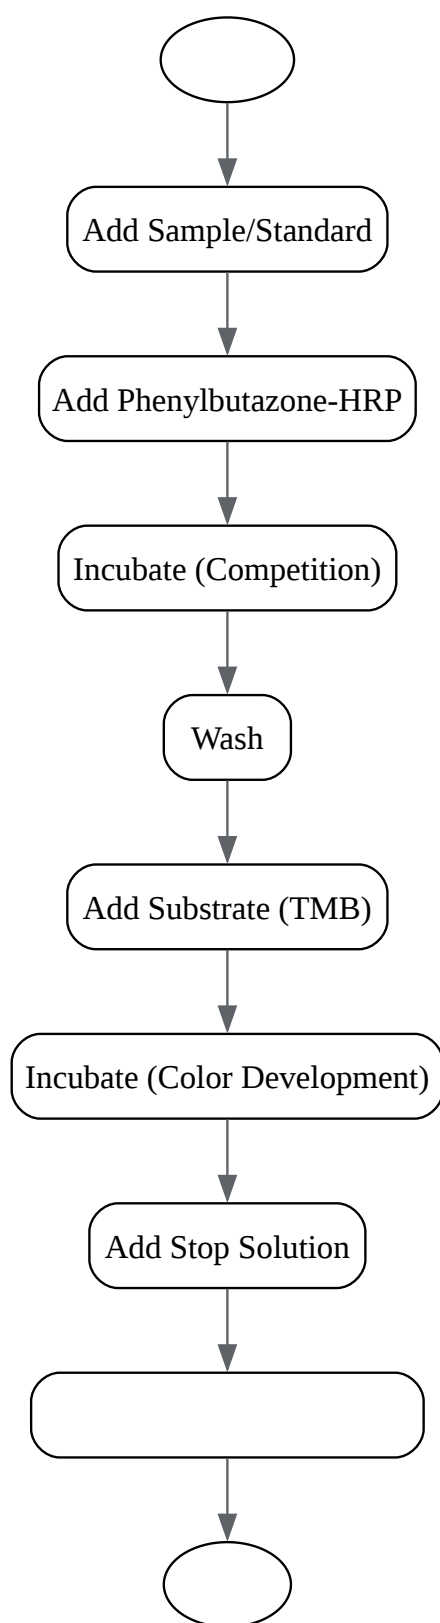 Add Sample/Standard
Add Phenylbutazone-HRP
Incubate (Competition)
Wash
Add Substrate (TMB)
Incubate (Color Development)
Add Stop Solution